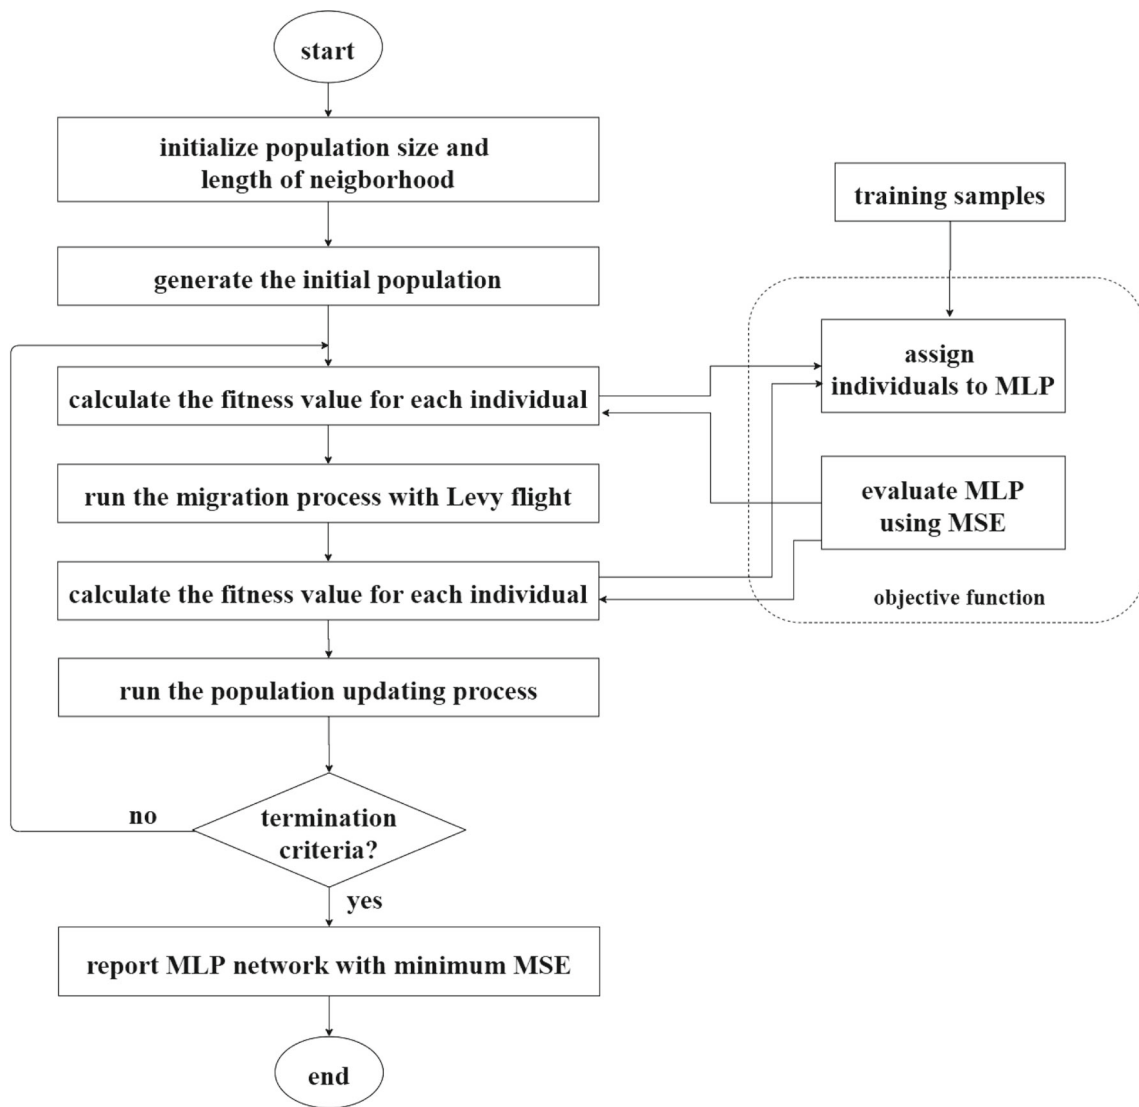 start
initialize population size and
length of neigborhood
generate the initial population
calculate the fitness value for each individual
run the migration process with Levy flight
calculate the fitness value for each individual
run the population updating process
termination
criteria?
no
yes
report MLP network with minimum MSE
end
training samples
assign
individuals to MLP
evaluate MLP
using MSE
objective function